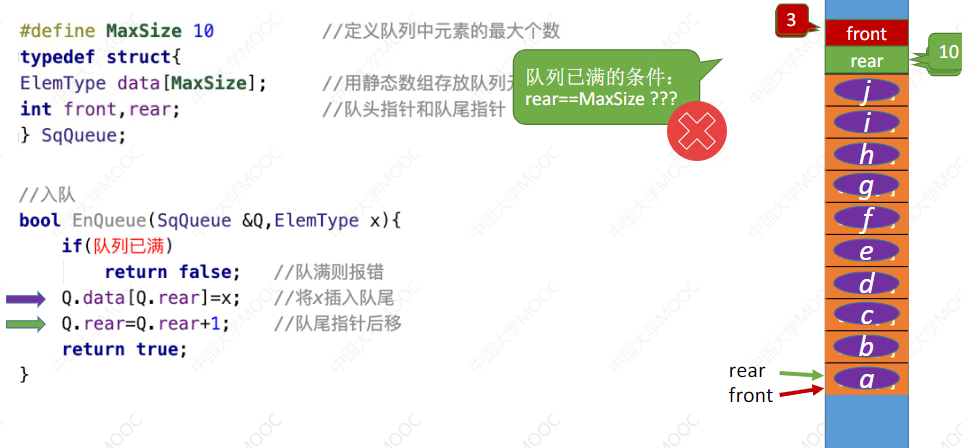 #define MaxSize 10 //定义队列中元素的最大个数
typedef struct{
ElemType data[MaxSize]; //用静态数组存放队列
int front,rear; //队头指针和队尾指针
} SqQueue;
队列已满的条件：
rear==MaxSize ???
//入队
bool EnQueue(SqQueue &Q,ElemType x){
if(队列已满)
return false; //队满则报错
Q.data[Q.rear]=x; //将x插入队尾
Q.rear=Q.rear+1; //队尾指针后移
return true;
}
3
front
rear
10
j
i
h
g
f
e
d
c
b
a
rear
front
中国大学MOOC